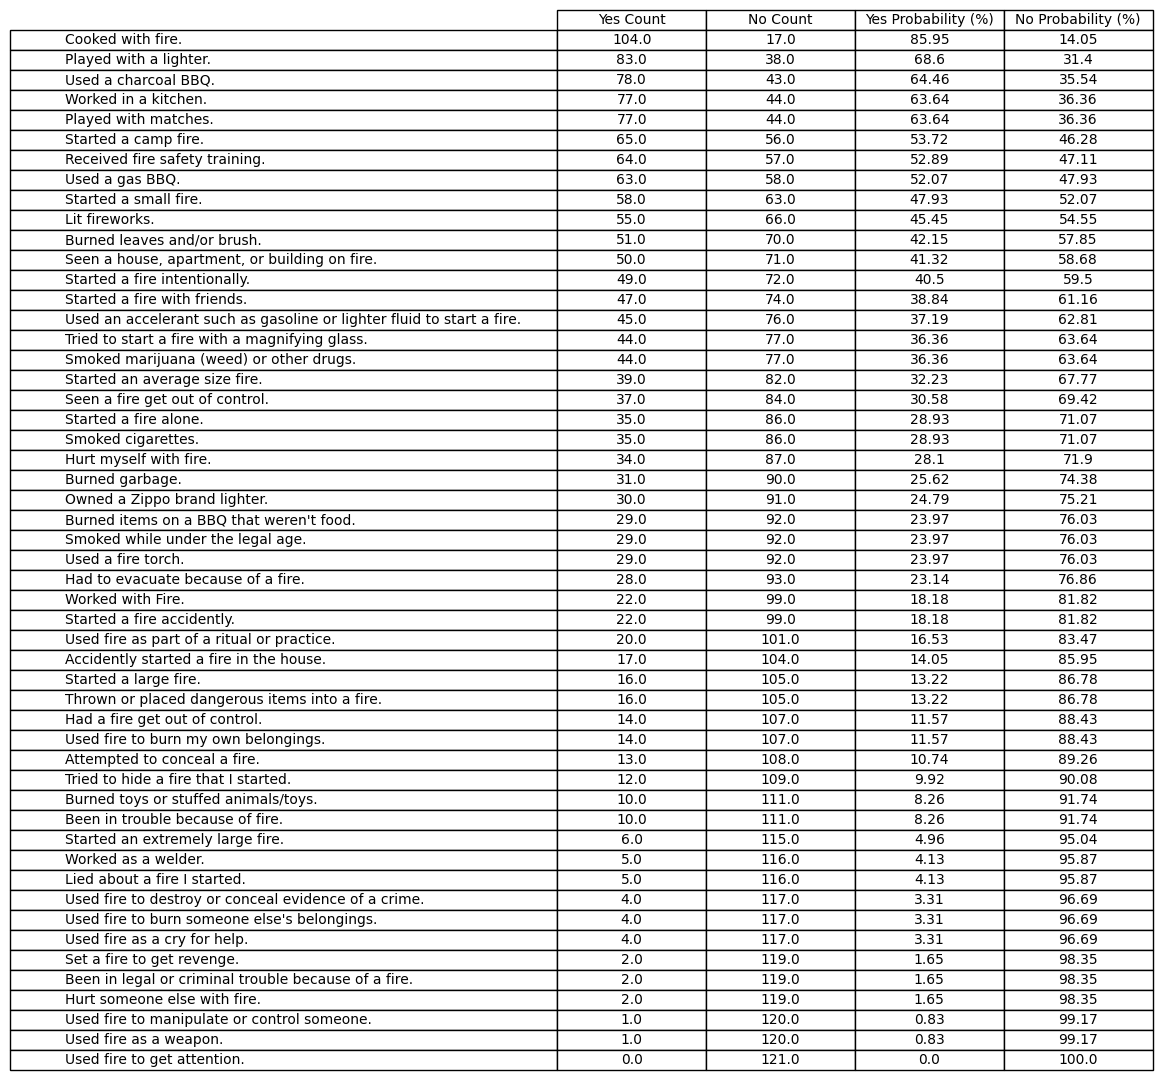 Yes Count No Count Yes Probability (%) No Probability (%)
Cooked with fire. 104.0 17.0 85.95 14.05
Played with a lighter. 83.0 38.0 68.6 31.4
Used a charcoal BBQ. 78.0 43.0 64.46 35.54
Worked in a kitchen. 77.0 44.0 63.64 36.36
Played with matches. 77.0 44.0 63.64 36.36
Started a camp fire. 65.0 56.0 53.72 46.28
Received fire safety training. 64.0 57.0 52.89 47.11
Used a gas BBQ. 63.0 58.0 52.07 47.93
Started a small fire. 58.0 63.0 47.93 52.07
Lit fireworks. 55.0 66.0 45.45 54.55
Burned leaves and/or brush. 51.0 70.0 42.15 57.85
Seen a house, apartment, or building on fire. 50.0 71.0 41.32 58.68
Started a fire intentionally. 49.0 72.0 40.5 59.5
Started a fire with friends. 47.0 74.0 38.84 61.16
Used an accelerant such as gasoline or lighter fluid to start a fire. 45.0 76.0 37.19 62.81
Tried to start a fire with a magnifying glass. 44.0 77.0 36.36 63.64
Smoked marijuana (weed) or other drugs. 44.0 77.0 36.36 63.64
Started an average size fire. 39.0 82.0 32.23 67.77
Seen a fire get out of control. 37.0 84.0 30.58 69.42
Started a fire alone. 35.0 86.0 28.93 71.07
Smoked cigarettes. 35.0 86.0 28.93 71.07
Hurt myself with fire. 34.0 87.0 28.1 71.9
Burned garbage. 31.0 90.0 25.62 74.38
Owned a Zippo brand lighter. 30.0 91.0 24.79 75.21
Burned items on a BBQ that weren't food. 29.0 92.0 23.97 76.03
Smoked while under the legal age. 29.0 92.0 23.97 76.03
Used a fire torch. 29.0 92.0 23.97 76.03
Had to evacuate because of a fire. 28.0 93.0 23.14 76.86
Worked with Fire. 22.0 99.0 18.18 81.82
Started a fire accidently. 22.0 99.0 18.18 81.82
Used fire as part of a ritual or practice. 20.0 101.0 16.53 83.47
Accidently started a fire in the house. 17.0 104.0 14.05 85.95
Started a large fire. 16.0 105.0 13.22 86.78
Thrown or placed dangerous items into a fire. 16.0 105.0 13.22 86.78
Had a fire get out of control. 14.0 107.0 11.57 88.43
Used fire to burn my own belongings. 14.0 107.0 11.57 88.43
Attempted to conceal a fire. 13.0 108.0 10.74 89.26
Tried to hide a fire that I started. 12.0 109.0 9.92 90.08
Burned toys or stuffed animals/toys. 10.0 111.0 8.26 91.74
Been in trouble because of fire. 10.0 111.0 8.26 91.74
Started an extremely large fire. 6.0 115.0 4.96 95.04
Worked as a welder. 5.0 116.0 4.13 95.87
Lied about a fire I started. 5.0 116.0 4.13 95.87
Used fire to destroy or conceal evidence of a crime. 4.0 117.0 3.31 96.69
Used fire to burn someone else's belongings. 4.0 117.0 3.31 96.69
Used fire as a cry for help. 4.0 117.0 3.31 96.69
Set a fire to get revenge. 2.0 119.0 1.65 98.35
Been in legal or criminal trouble because of a fire. 2.0 119.0 1.65 98.35
Hurt someone else with fire. 2.0 119.0 1.65 98.35
Used fire to manipulate or control someone. 1.0 120.0 0.83 99.17
Used fire as a weapon. 1.0 120.0 0.83 99.17
Used fire to get attention. 0.0 121.0 0.0 100.0